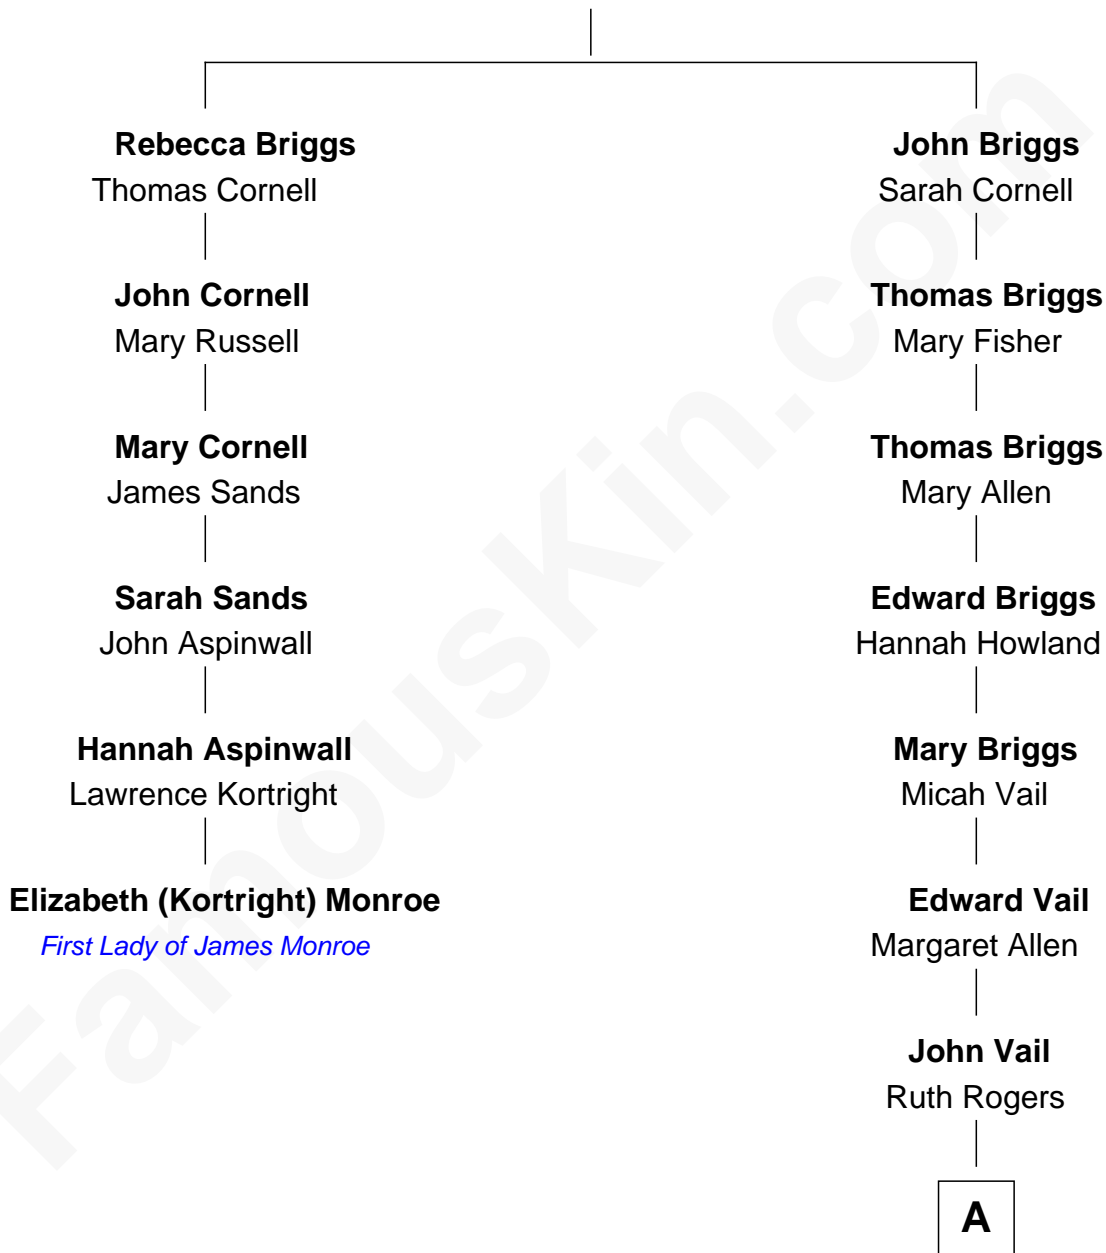 Rebecca Briggs
Thomas Cornell
John Cornell
Mary Russell
Mary Cornell
James Sands
Sarah Sands
John Aspinwall
Hannah Aspinwall
Lawrence Kortright
Elizabeth (Kortright) Monroe
First Lady of James Monroe
John Briggs
Sarah Cornell
Thomas Briggs
Mary Fisher
Thomas Briggs
Mary Allen
Edward Briggs
Hannah Howland
Mary Briggs
Micah Vail
Edward Vail
Margaret Allen
John Vail
Ruth Rogers
A
FamousKin.com